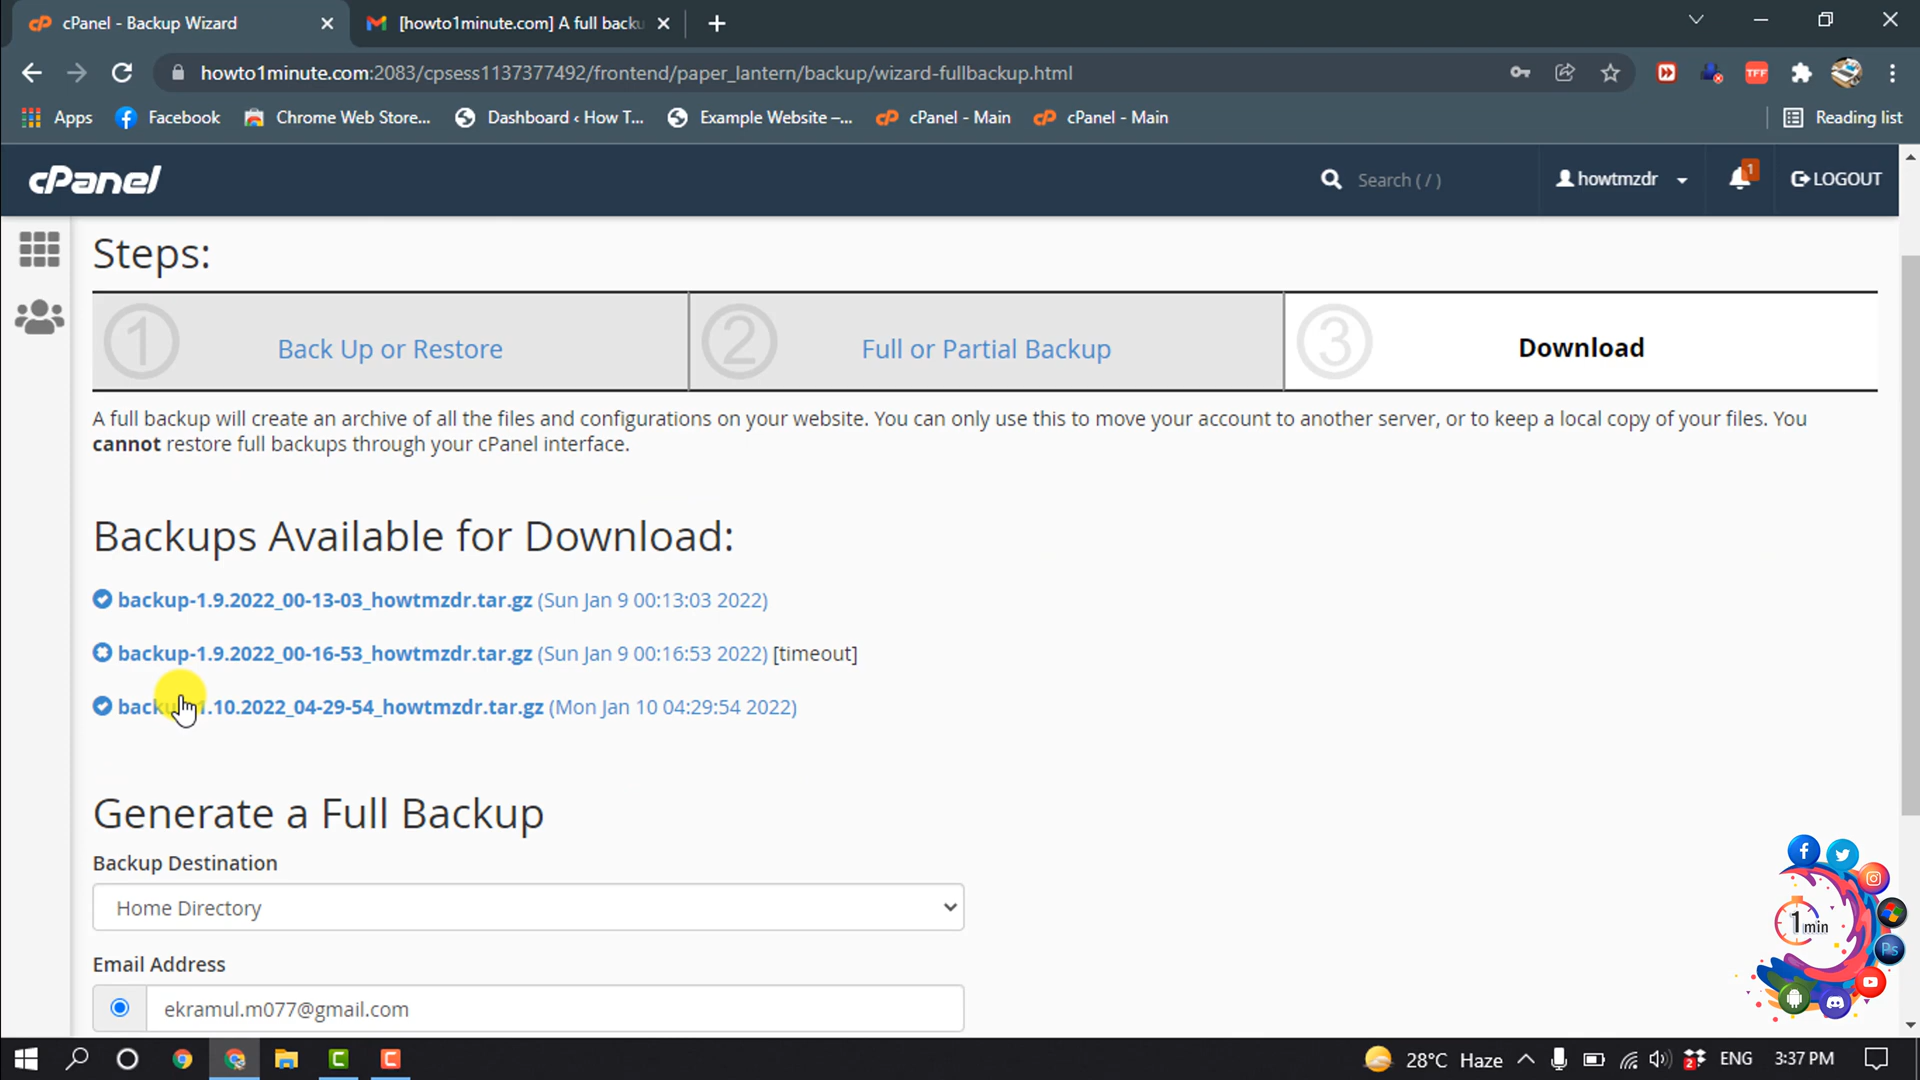 cPanel - Backup Wizard
[howto1minute.com] A full backu
howto1minute.com:2083/cpsess1137377492/frontend/paper_lantern/backup/wizard-fullbackup.html
TFF
Apps
Facebook
Chrome Web Store...
Dashboard ‹ How T...
Example Website –...
cPanel - Main
cPanel - Main
Reading list
cPanel
Search ( / )
howtmzdr
1
LOGOUT
Steps:
1
Back Up or Restore
2
Full or Partial Backup
3
Download
A full backup will create an archive of all the files and configurations on your website. You can only use this to move your account to another server, or to keep a local copy of your files. You
cannot restore full backups through your cPanel interface.
Backups Available for Download:
backup-1.9.2022_00-13-03_howtmzdr.tar.gz (Sun Jan 9 00:13:03 2022)
backup-1.9.2022_00-16-53_howtmzdr.tar.gz (Sun Jan 9 00:16:53 2022) [timeout]
backup-1.10.2022_04-29-54_howtmzdr.tar.gz (Mon Jan 10 04:29:54 2022)
Generate a Full Backup
Backup Destination
Home Directory
Email Address
ekramul.m077@gmail.com
1 min
Ps
28°C Haze
2
ENG
3:37 PM